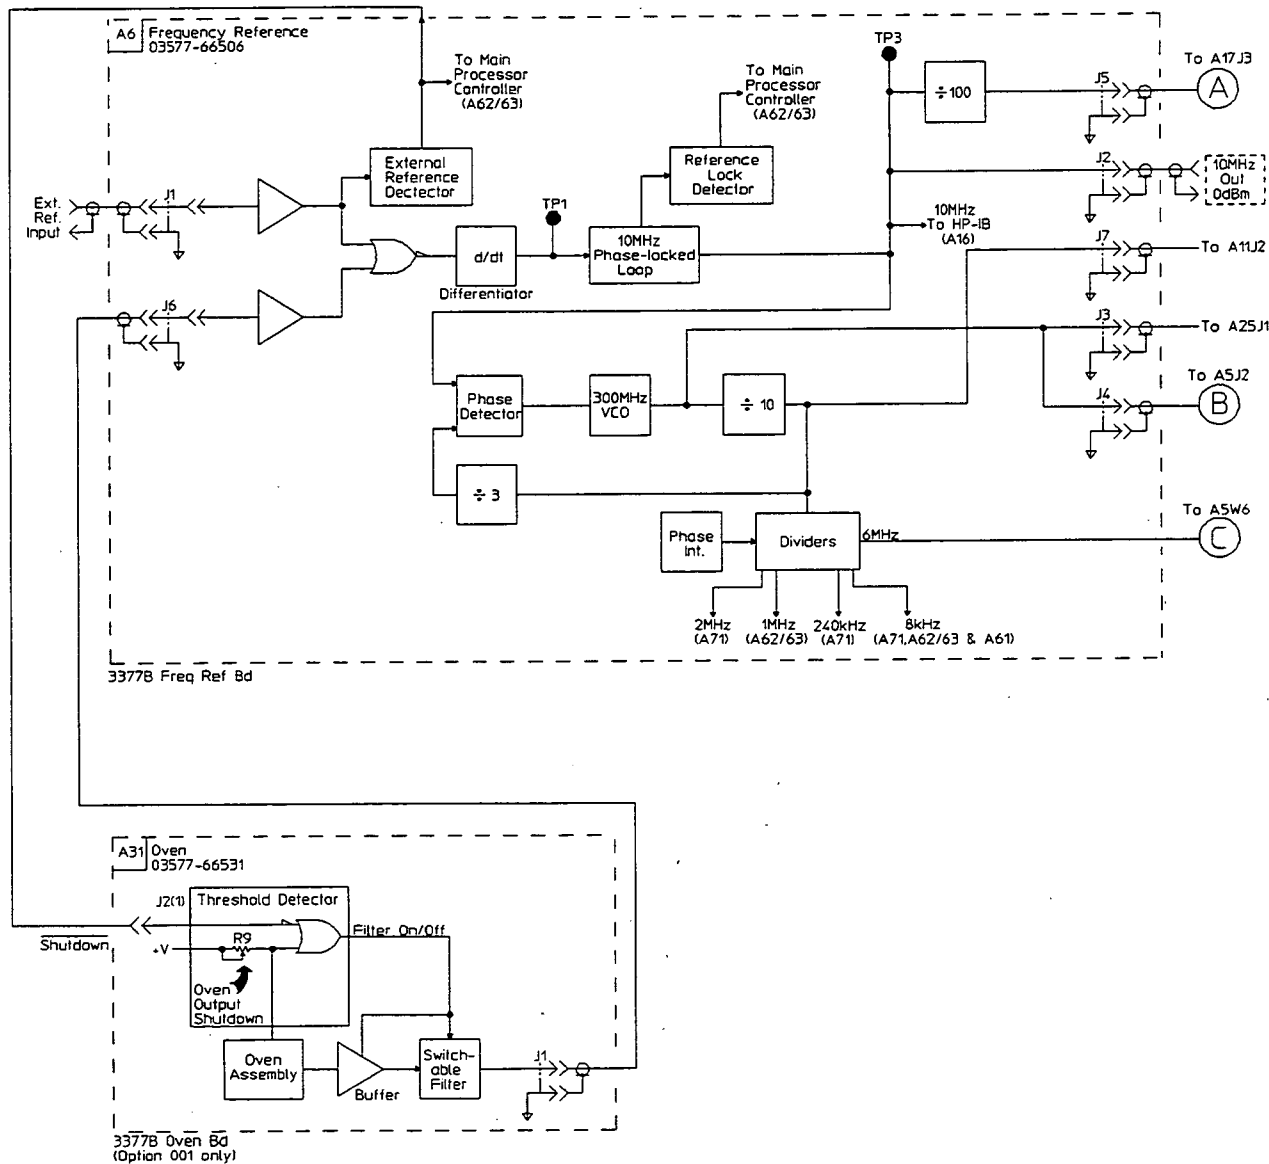 A6
Frequency Reference
03577-66506
To Main
Processor
Controller
(A62/63)
To Main
Processor
Controller
(A62/63)
TP3
÷100
J5
To A17J3
A
External
Reference
Dectector
Reference
Lock
Detector
J2
10MHz
Out
0dBm
Ext.
Ref.
Input
J1
TP1
10MHz
To HP-IB
(A16)
J7
To A11J2
d/dt
Differentiator
10MHz
Phase-locked
Loop
J6
J3
To A25J1
Phase
Detector
300MHz
VCO
÷ 10
J4
To A5J2
B
÷ 3
Phase
Int.
Dividers
6MHz
To A5W6
C
2MHz
(A71)
1MHz
(A62/63)
240kHz
(A71)
8kHz
(A71,A62/63 & A61)
3377B Freq Ref Bd
A31
Oven
03577-66531
J2(1)
Threshold Detector
Shutdown
+V
R9
Filter On/Off
Oven
Output
Shutdown
Oven
Assembly
Buffer
Switch-
able
Filter
J1
3377B Oven Bd
(Option 001 only)